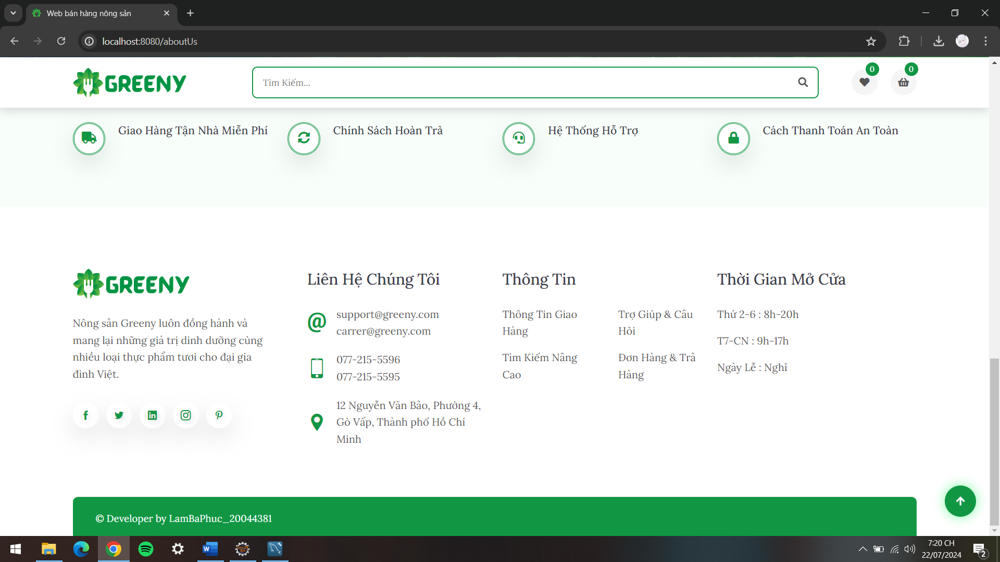 Web bán hàng nông sản
localhost:8080/aboutUs
GREENY
Tìm Kiếm...
0
0
Giao Hàng Tận Nhà Miễn Phí
Chính Sách Hoàn Trả
Hệ Thống Hỗ Trợ
Cách Thanh Toán An Toàn
GREENY
Nông sản Greeny luôn đồng hành và
mang lại những giá trị dinh dưỡng cùng
nhiều loại thực phẩm tươi cho đại gia
đình Việt.
Liên Hệ Chúng Tôi
support@greeny.com
carrer@greeny.com
077-215-5596
077-215-5595
12 Nguyễn Văn Bảo, Phường 4,
Gò Vấp, Thành phố Hồ Chí
Minh
Thông Tin
Thông Tin Giao
Hàng
Tìm Kiếm Nâng
Cao
Trợ Giúp & Câu
Hỏi
Đơn Hàng & Trả
Hàng
Thời Gian Mở Cửa
Thứ 2-6 : 8h-20h
T7-CN : 9h-17h
Ngày Lễ : Nghỉ
© Developer by LamBaPhuc_20044381
7:20 CH
22/07/2024
2